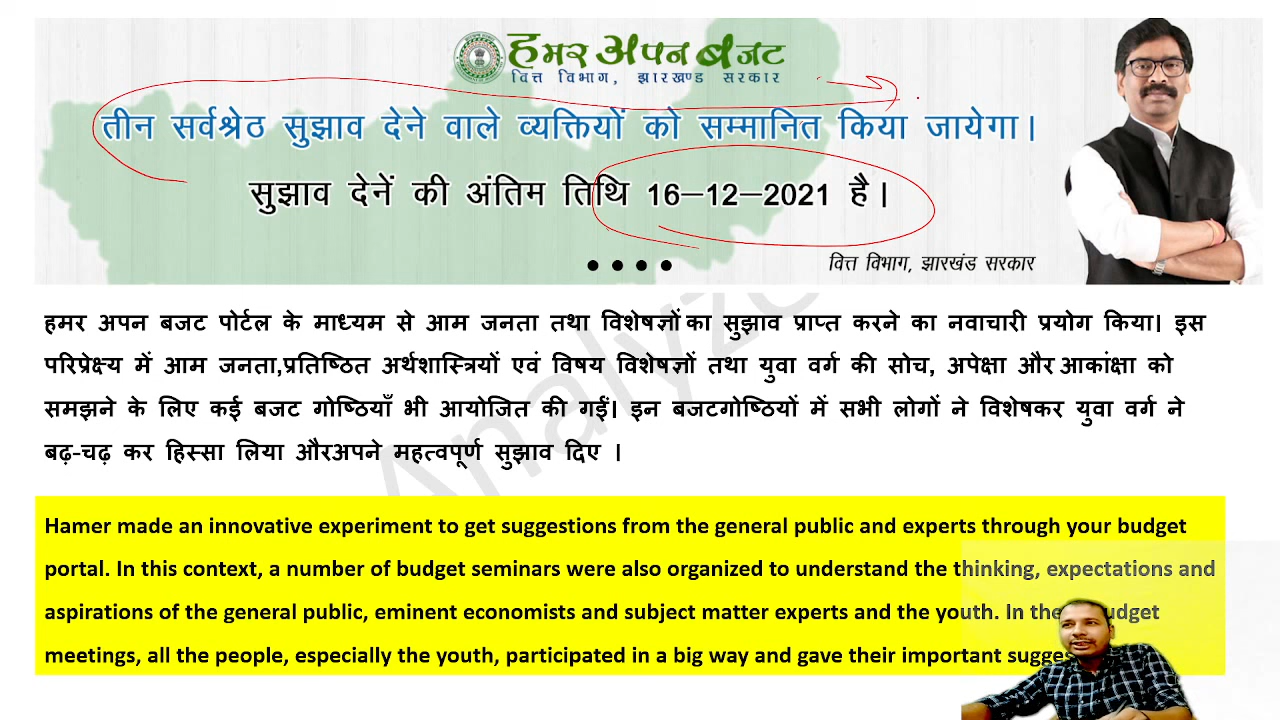 हमर अपन बजट
वित्त विभाग, झारखण्ड सरकार
तीन सर्वश्रेठ सुझाव देने वाले व्यक्तियों को सम्मानित किया जायेगा।
सुझाव देनें की अंतिम तिथि 16–12–2021 है।
वित्त विभाग, झारखंड सरकार
Analyze
हमर अपन बजट पोर्टल के माध्यम से आम जनता तथा विशेषज्ञों का सुझाव प्राप्त करने का नवाचारी प्रयोग किया। इस
परिप्रेक्ष्य में आम जनता,प्रतिष्ठित अर्थशास्त्रियों एवं विषय विशेषज्ञों तथा युवा वर्ग की सोच, अपेक्षा और आकांक्षा को
समझने के लिए कई बजट गोष्ठियाँ भी आयोजित की गईं। इन बजटगोष्ठियों में सभी लोगों ने विशेषकर युवा वर्ग ने
बढ़-चढ़ कर हिस्सा लिया औरअपने महत्वपूर्ण सुझाव दिए ।
Hamer made an innovative experiment to get suggestions from the general public and experts through your budget
portal. In this context, a number of budget seminars were also organized to understand the thinking, expectations and
aspirations of the general public, eminent economists and subject matter experts and the youth. In budget
meetings, all the people, especially the youth, participated in a big way and gave their important